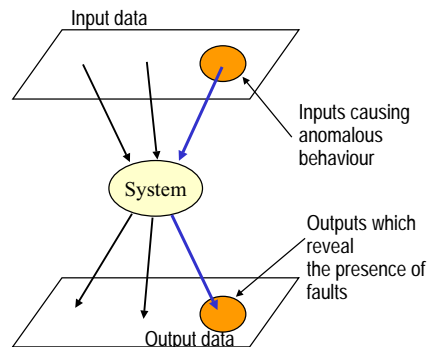 Input data
Inputs causing
anomalous
behaviour
System
Outputs which
reveal
the presence of
faults
Output data